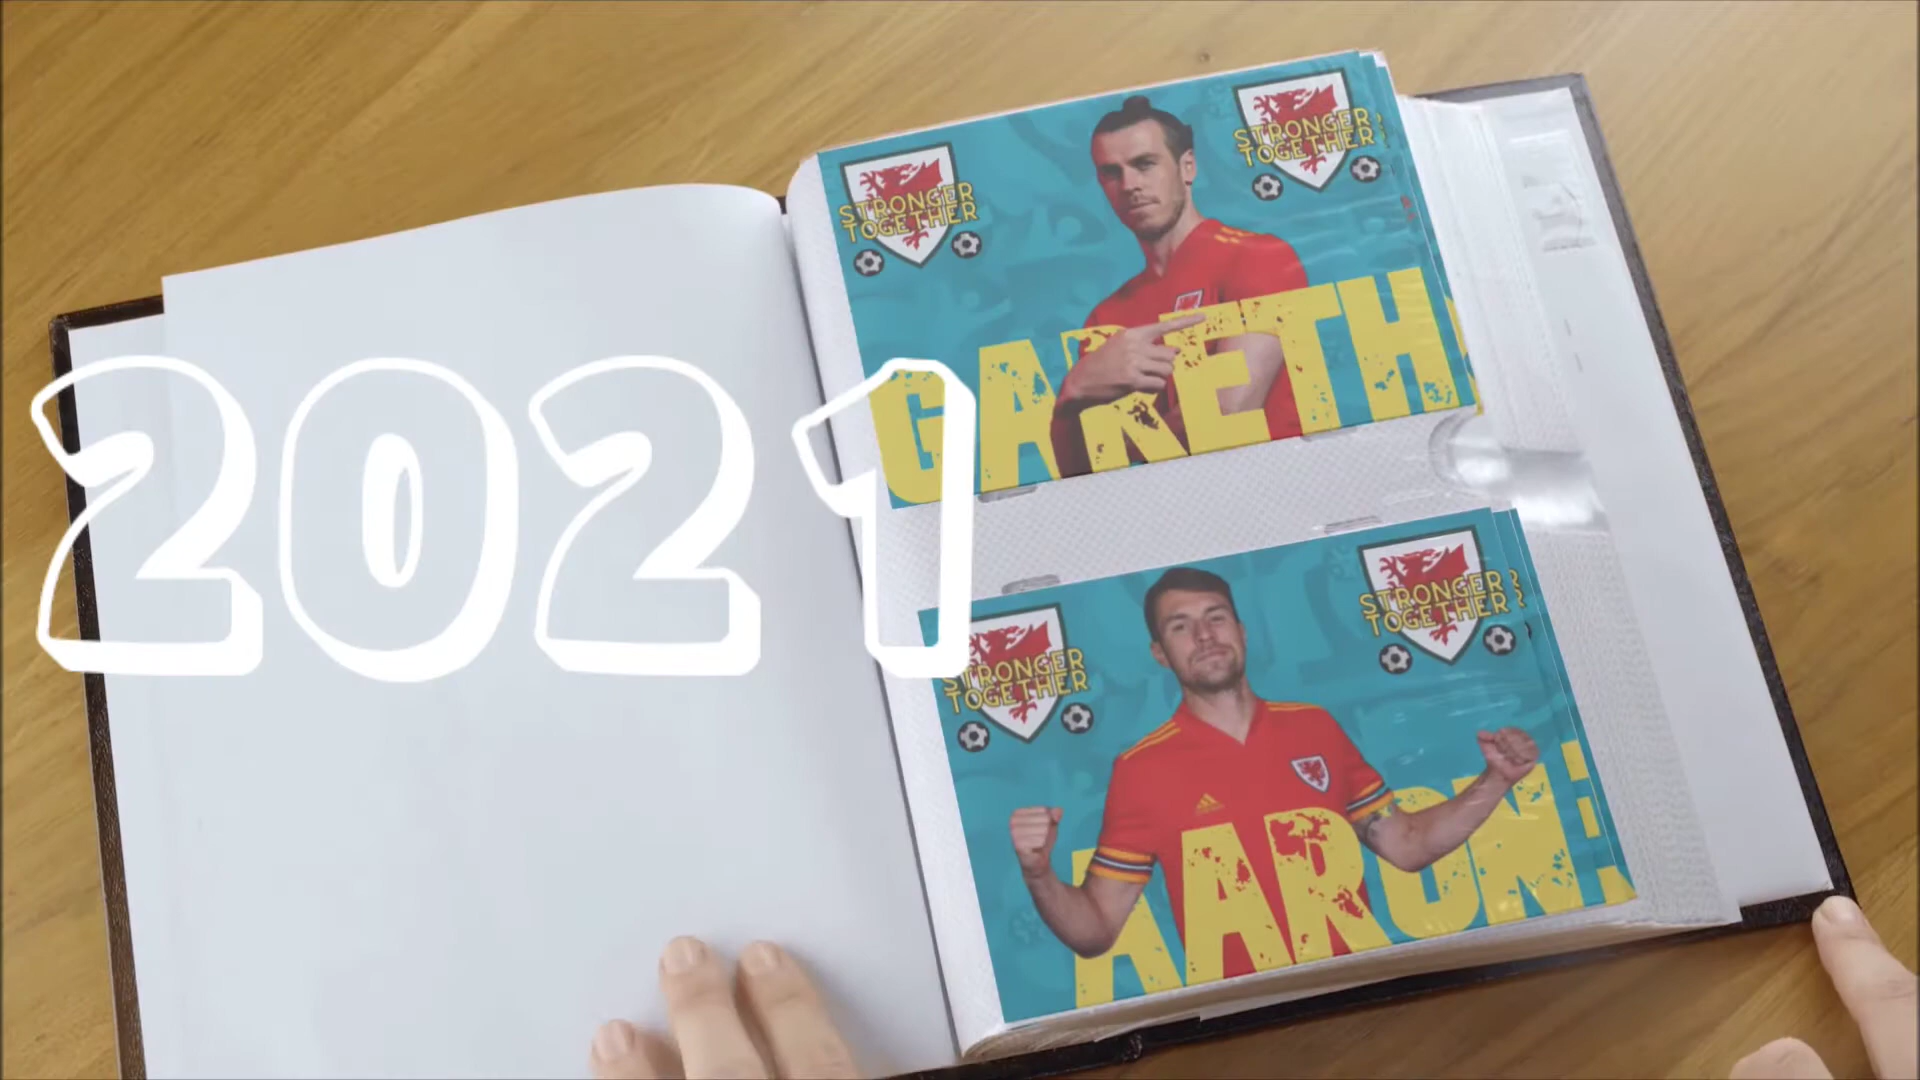 2021
STRONGER
TOGETHER
STRONGER
TOGETHER
GARETH
STRONGER
TOGETHER
STRONGER
TOGETHER
AARON